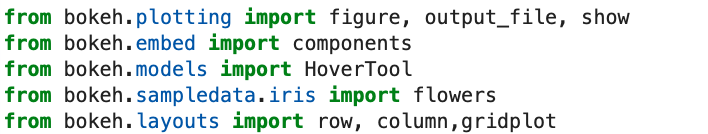 from bokeh.plotting import figure, output_file, show
from bokeh.embed import components
from bokeh.models import HoverTool
from bokeh.sampledata.iris import flowers
from bokeh.layouts import row, column,gridplot